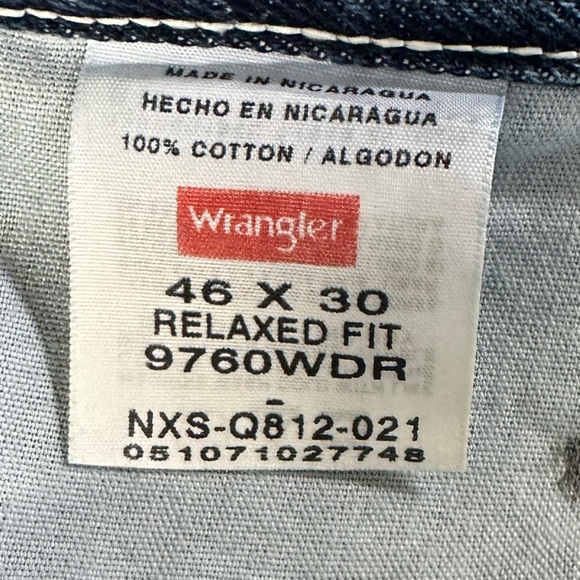 MADE IN NICARAGUA
HECHO EN NICARAGUA
100% COTTON / ALGODON
Wrangler
46 X 30
RELAXED FIT
9760WDR
-
NXS-Q812-021
051071027748